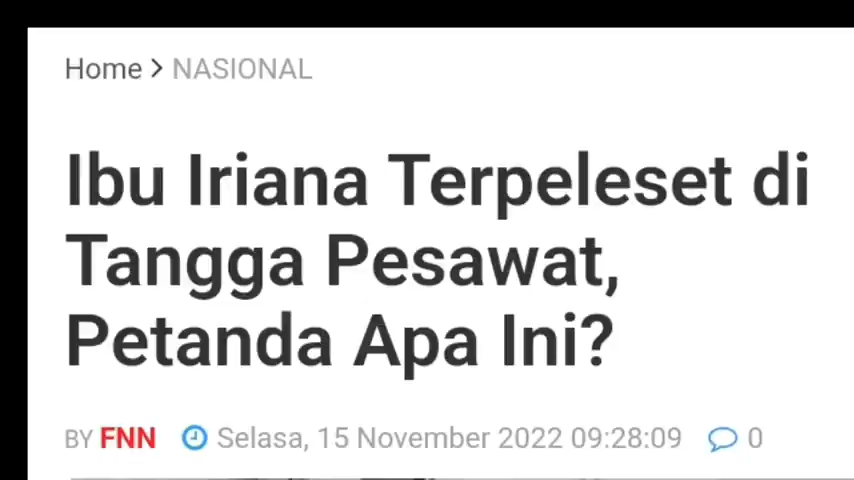 Home > NASIONAL
Ibu Iriana Terpeleset di
Tangga Pesawat,
Petanda Apa Ini?
BY FNN Selasa, 15 November 2022 09:28:09 0